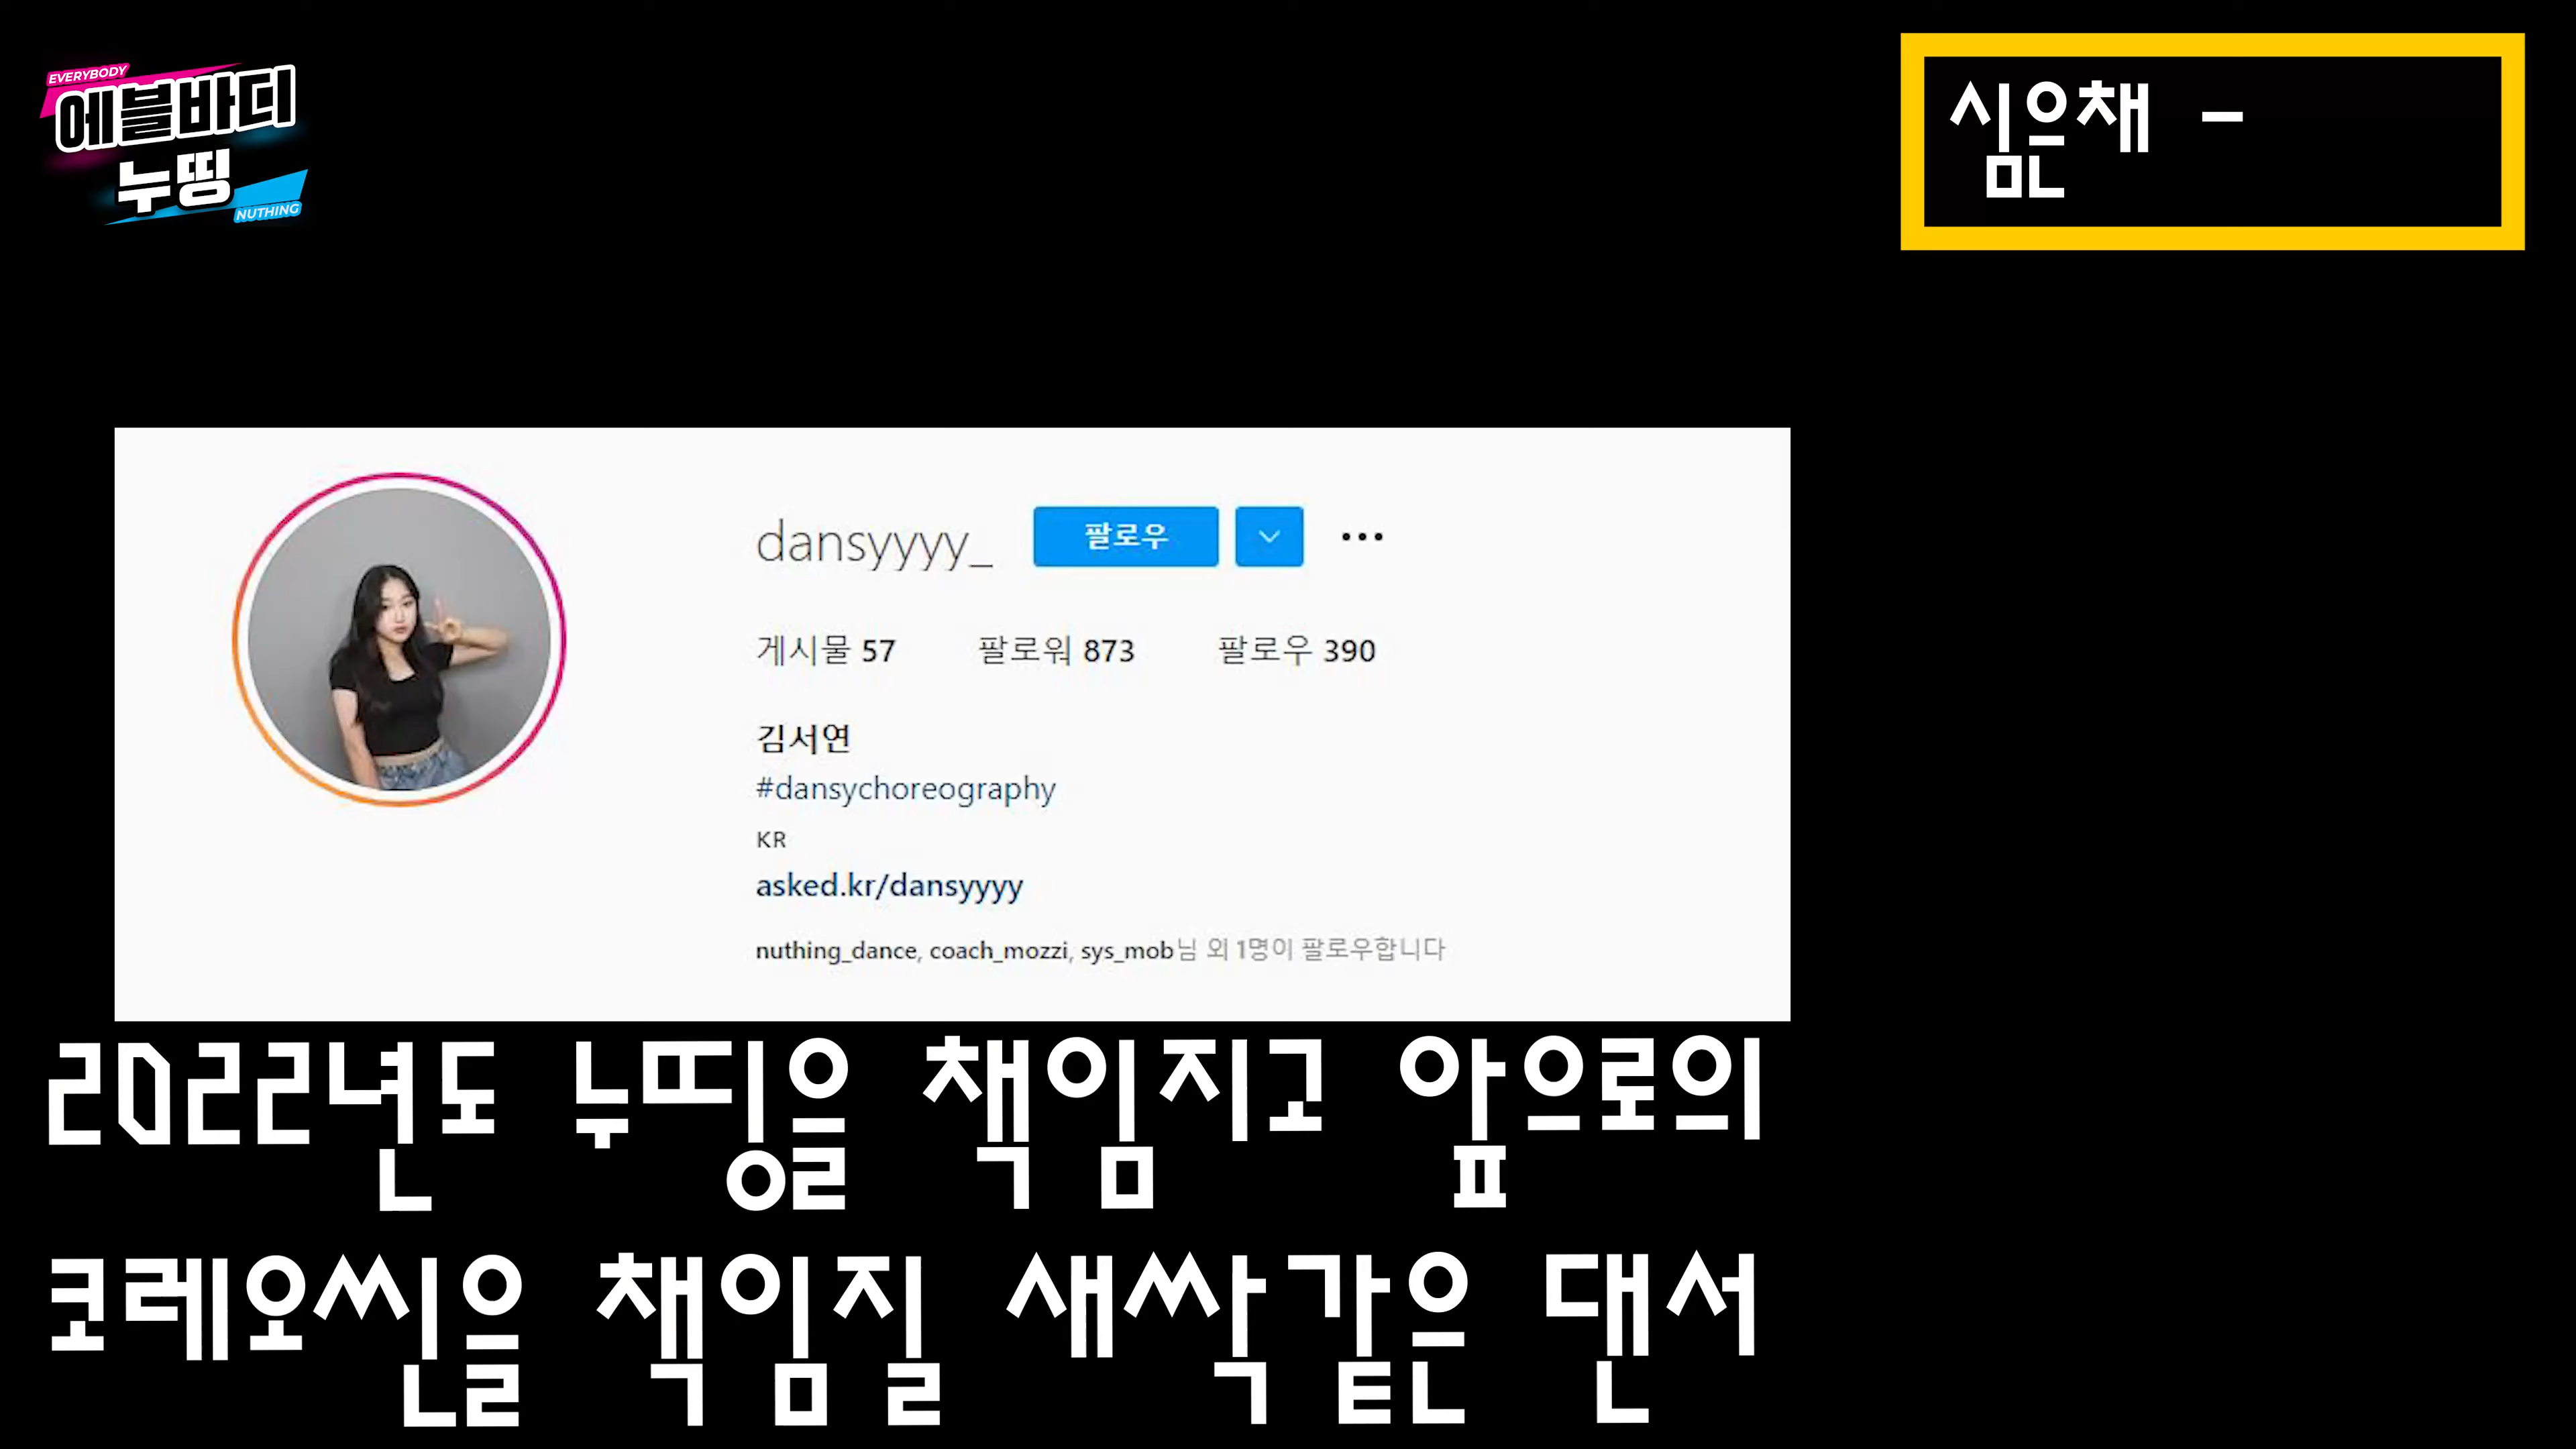 EVERYBODY
에블바디
누띵
NUTHING
심은채 -
dansyyyy_ 팔로우
게시물 57 팔로워 873 팔로우 390
김서연
#dansychoreography
KR
asked.kr/dansyyyy
nuthing_dance, coach_mozzi, sys_mob님 외 1명이 팔로우합니다
2022년도 누띵을 책임지고 앞으로의
코레오씬을 책임질 새싹같은 댄서